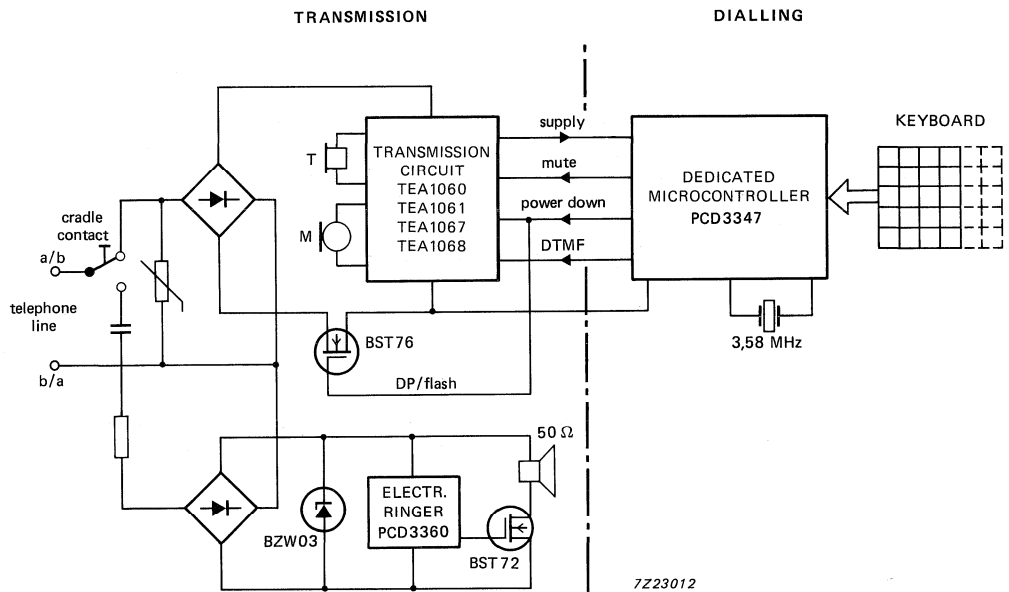 TRANSMISSION
DIALLING
TRANSMISSION
CIRCUIT
TEA1060
TEA1061
TEA1067
TEA1068
T
M
supply
mute
power down
DTMF
DEDICATED
MICROCONTROLLER
PCD3347
KEYBOARD
3,58 MHz
cradle
contact
a/b
telephone
line
b/a
BST76
DP/flash
50 Ω
BZW03
ELECTR.
RINGER
PCD3360
BST72
7Z23012